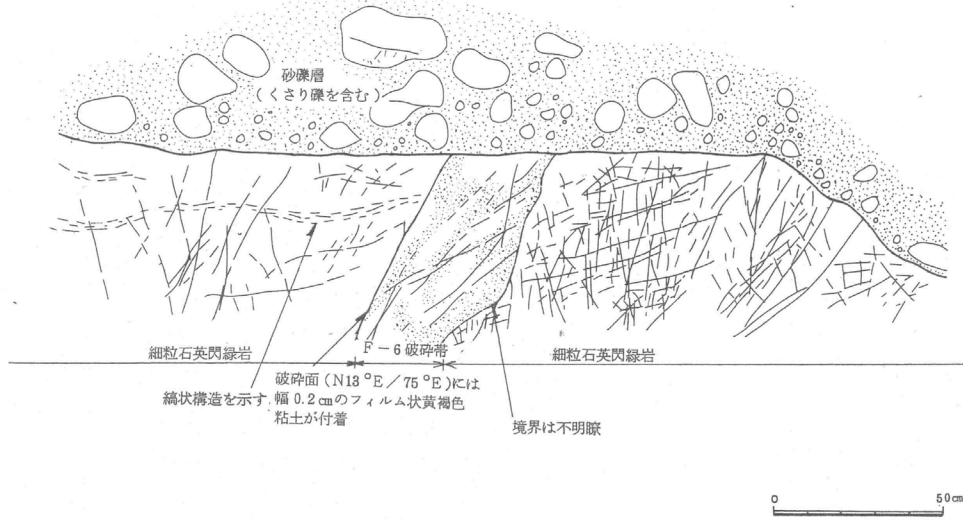 砂礫層
(くさり礫を含む)
細粒石英閃緑岩
F-6破砕帯
細粒石英閃緑岩
縞状構造を示す
破砕面(N13°E/75°E)には
幅0.2cmのフィルム状黄褐色
粘土が付着
境界は不明瞭
0 50cm